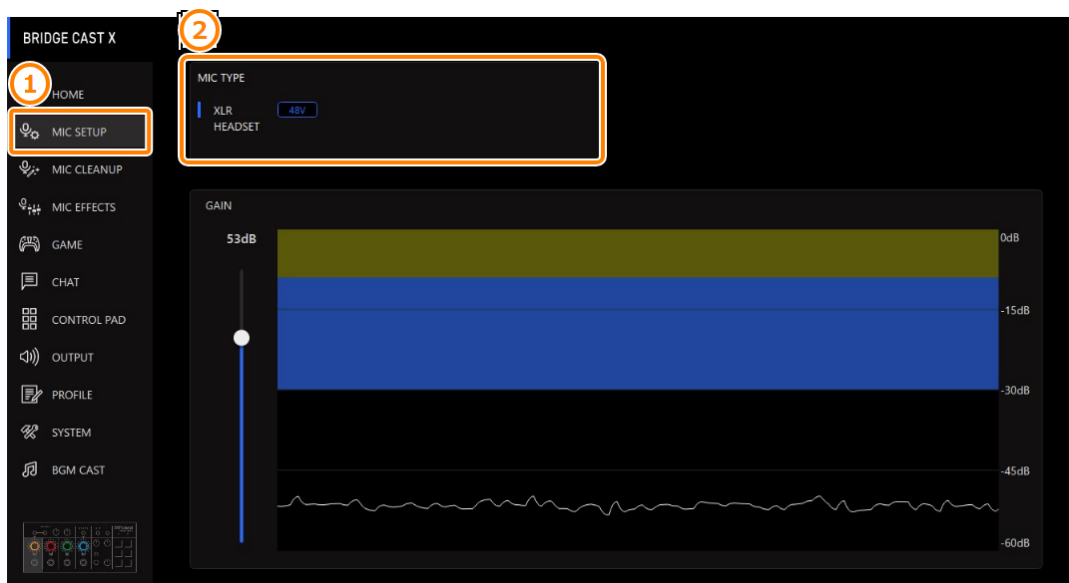 BRIDGE CAST X
2
1
HOME
MIC SETUP
MIC CLEANUP
MIC EFFECTS
GAME
CHAT
CONTROL PAD
OUTPUT
PROFILE
SYSTEM
BGM CAST
MIC TYPE
XLR 48V
HEADSET
GAIN
53dB
0dB
-15dB
-30dB
-45dB
-60dB